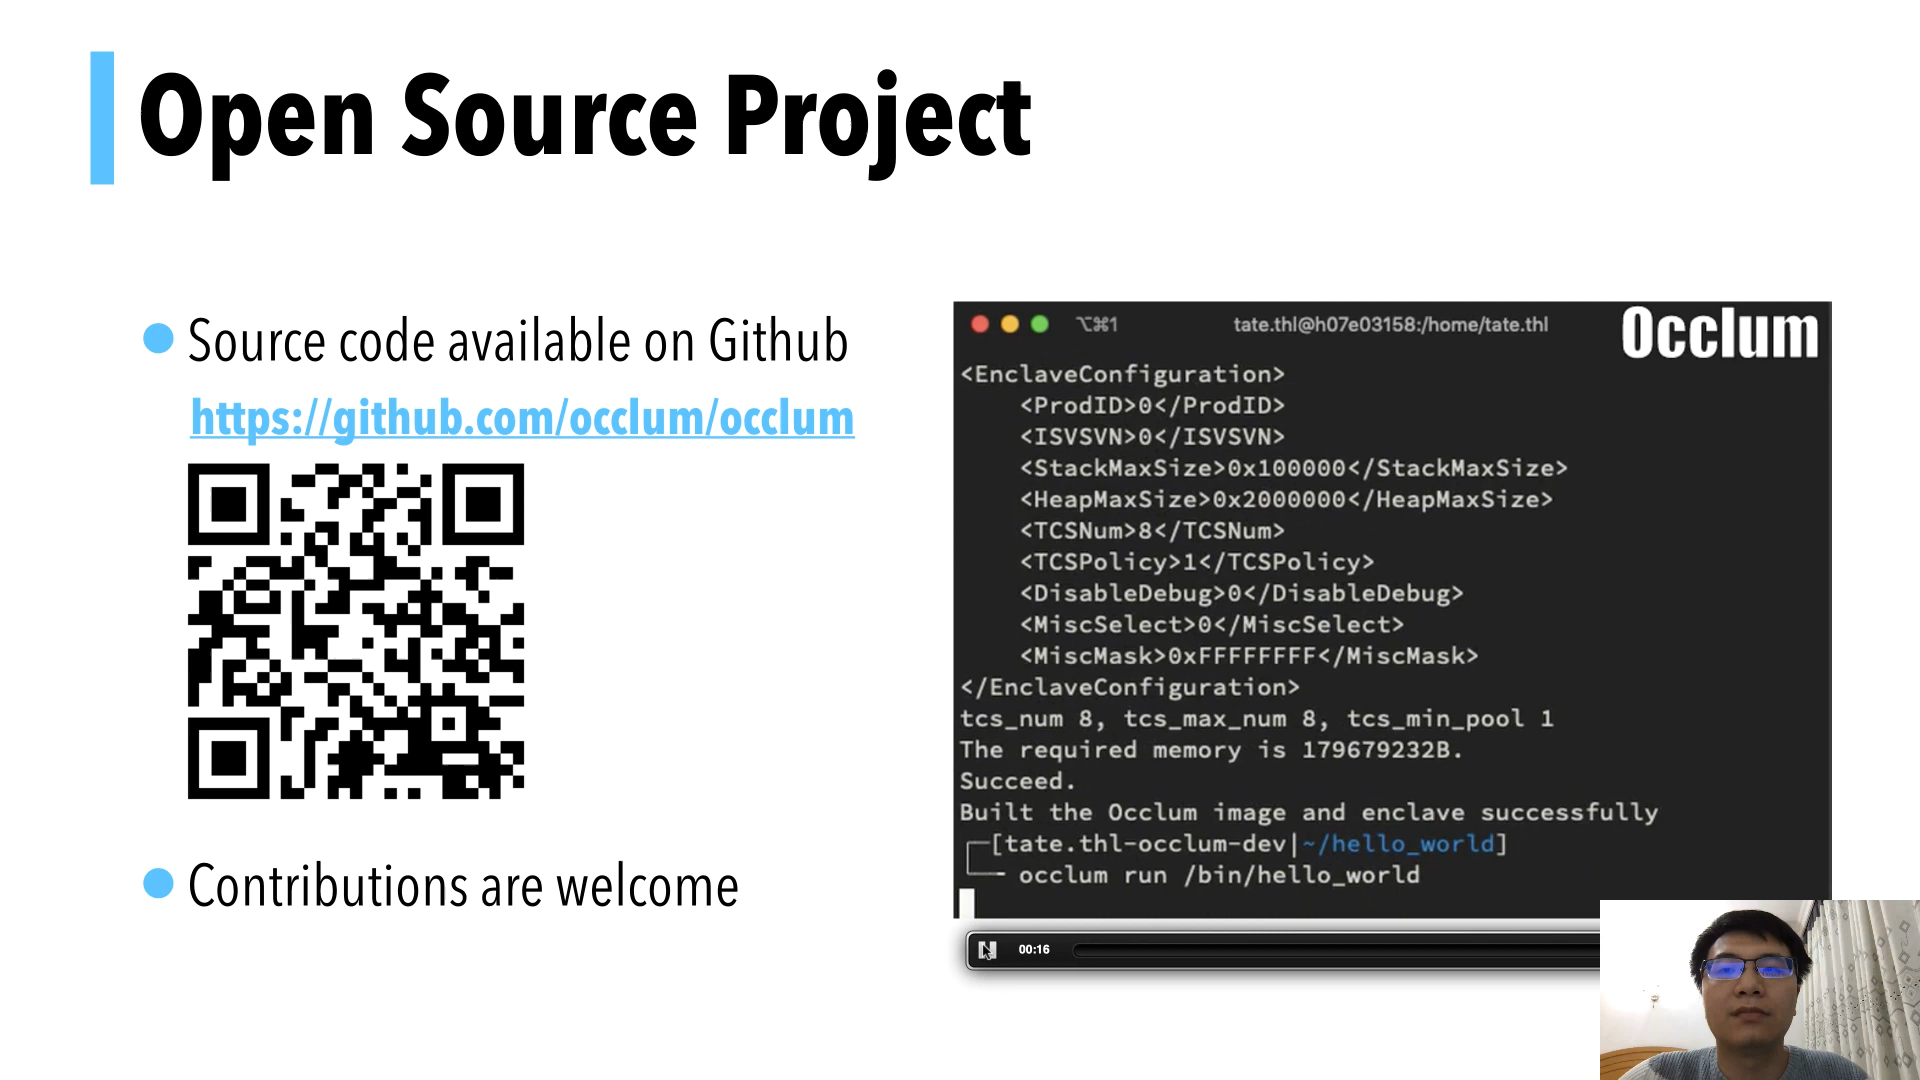 Open Source Project
Source code available on Github
https://github.com/occlum/occlum
Contributions are welcome
⌥⌘1 tate.thl@h07e03158:/home/tate.thl
Occlum
<EnclaveConfiguration>
<ProdID>0</ProdID>
<ISVSVN>0</ISVSVN>
<StackMaxSize>0x100000</StackMaxSize>
<HeapMaxSize>0x2000000</HeapMaxSize>
<TCSNum>8</TCSNum>
<TCSPolicy>1</TCSPolicy>
<DisableDebug>0</DisableDebug>
<MiscSelect>0</MiscSelect>
<MiscMask>0xFFFFFFFF</MiscMask>
</EnclaveConfiguration>
tcs_num 8, tcs_max_num 8, tcs_min_pool 1
The required memory is 179679232B.
Succeed.
Built the Occlum image and enclave successfully
[tate.thl-occlum-dev|~/hello_world]
occlum run /bin/hello_world
00:16